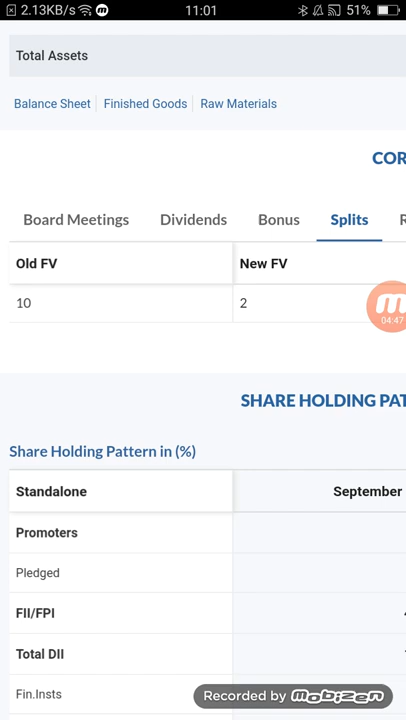 2.13KB/s 11:01 51%
Total Assets
Balance Sheet Finished Goods Raw Materials
COR
Board Meetings Dividends Bonus Splits R
Old FV New FV
10 2
04:47
SHARE HOLDING PAT
Share Holding Pattern in (%)
Standalone September
Promoters
Pledged
FII/FPI
Total DII
Fin.Insts
Recorded by mobizen